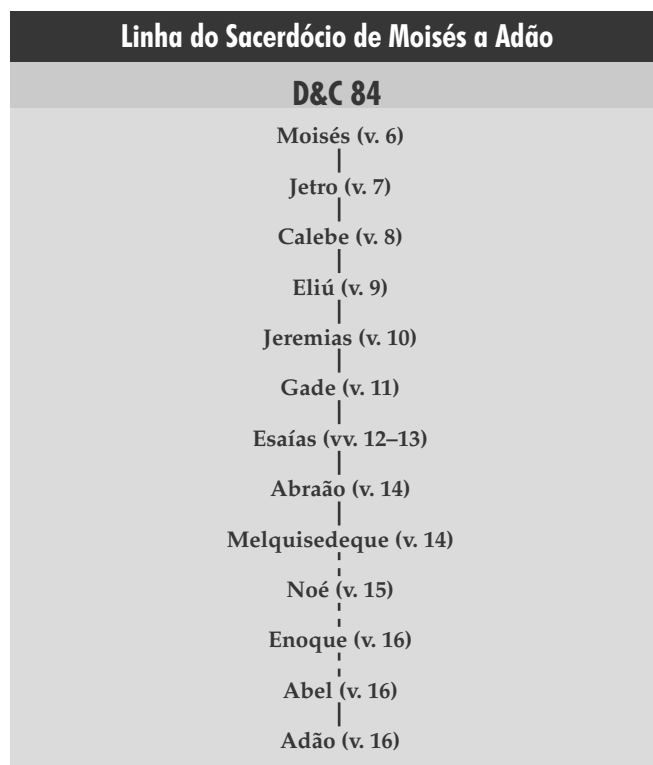 Linha do Sacerdócio de Moisés a Adão
D&C 84
Moisés (v. 6)
Jetro (v. 7)
Calebe (v. 8)
Eliú (v. 9)
Jeremias (v. 10)
Gade (v. 11)
Esaías (vv. 12–13)
Abraão (v. 14)
Melquisedeque (v. 14)
Noé (v. 15)
Enoque (v. 16)
Abel (v. 16)
Adão (v. 16)